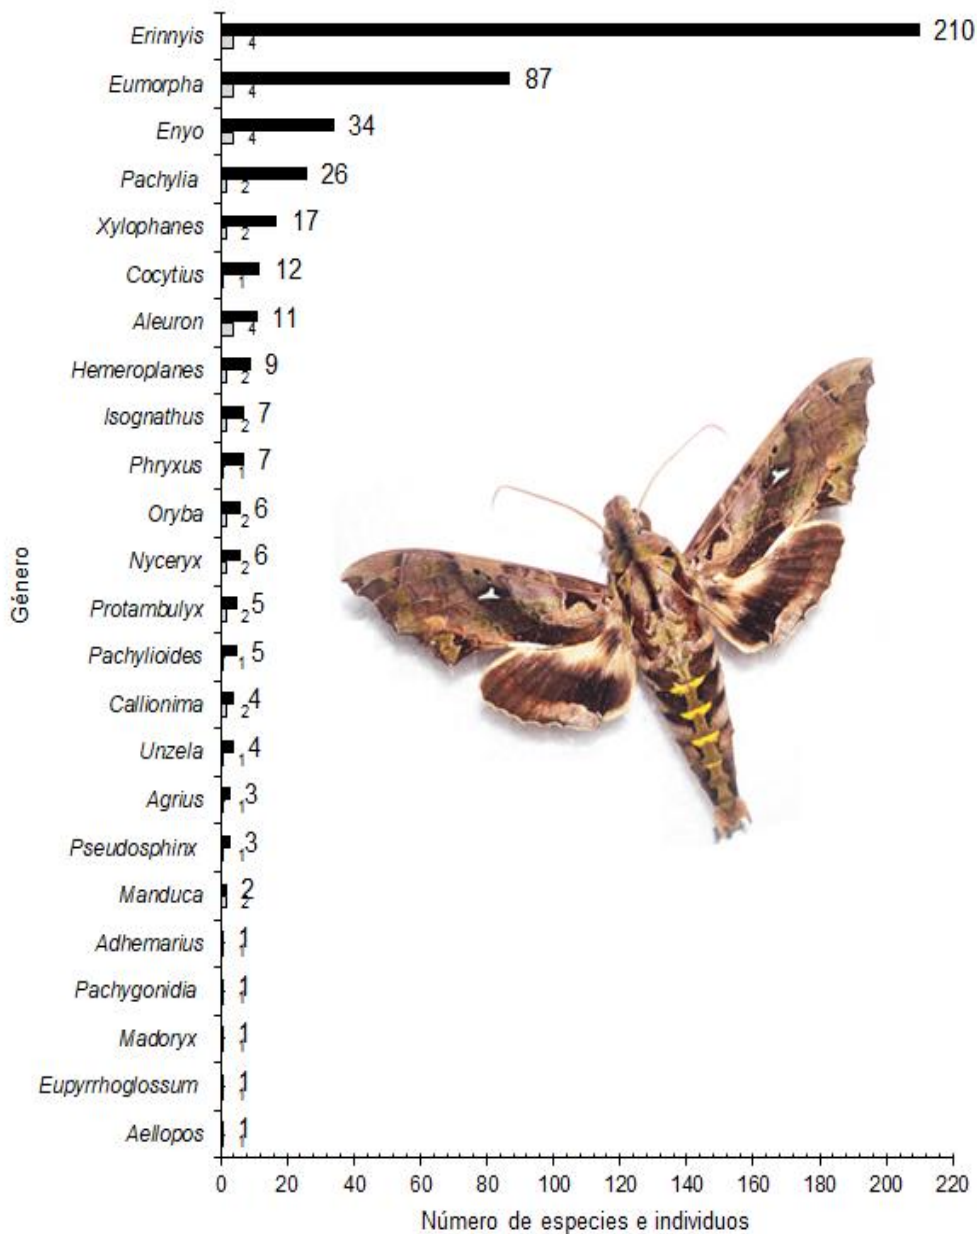 Erinnyis 210
4
Eumorpha 87
4
Enyo 34
4
Pachylia 26
2
Xylophanes 17
2
Cocytius 12
1
Aleuron 11
4
Hemeroplanes 9
2
Isognathus 7
2
Phryxus 7
1
Oryba 6
2
Nyceryx 6
2
Protambulyx 5
2
Pachylioides 5
1
Callionima 4
2
Unzela 4
1
Agrius 3
1
Pseudosphinx 3
1
Manduca 2
2
Adhemarius 1
1
Pachygonidia 1
1
Madoryx 1
1
Eupyrrhoglossum 1
1
Aellopos 1
1
Género
0 20 40 60 80 100 120 140 160 180 200 220
Número de especies e individuos